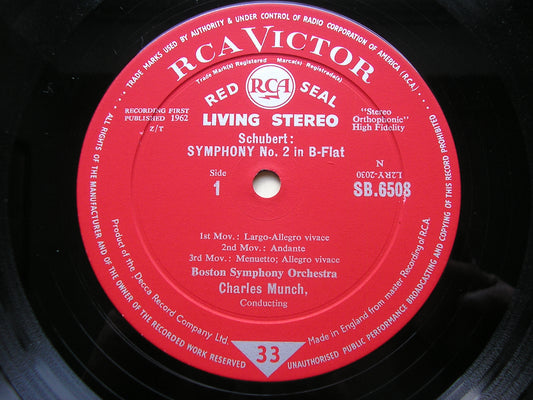 TRADE MARKS USED BY AUTHORITY & UNDER CONTROL OF RADIO CORPORATION OF AMERICA (R.C.A.)
RCA VICTOR
Trade Mark(s) Registered Marca(s) Registrada(s)
RED RCA SEAL
LIVING STEREO
RECORDING FIRST
PUBLISHED 1962
Z/T
"Stereo
Orthophonic"
High Fidelity
Schubert:
SYMPHONY No. 2 in B-Flat
Side
1
N
L2RY-2030
SB.6508
1st Mov.: Largo-Allegro vivace
2nd Mov.: Andante
3rd Mov.: Menuetto; Allegro vivace
Boston Symphony Orchestra
Charles Munch,
Conducting
Product of the Decca Record Company Ltd.
33
Made in England from master Recording of R.C.A.
ALL RIGHTS OF THE MANUFACTURER AND OF THE OWNER OF THE RECORDED WORK RESERVED
UNAUTHORISED PUBLIC PERFORMANCE BROADCASTING AND COPYING OF THIS RECORD PROHIBITED